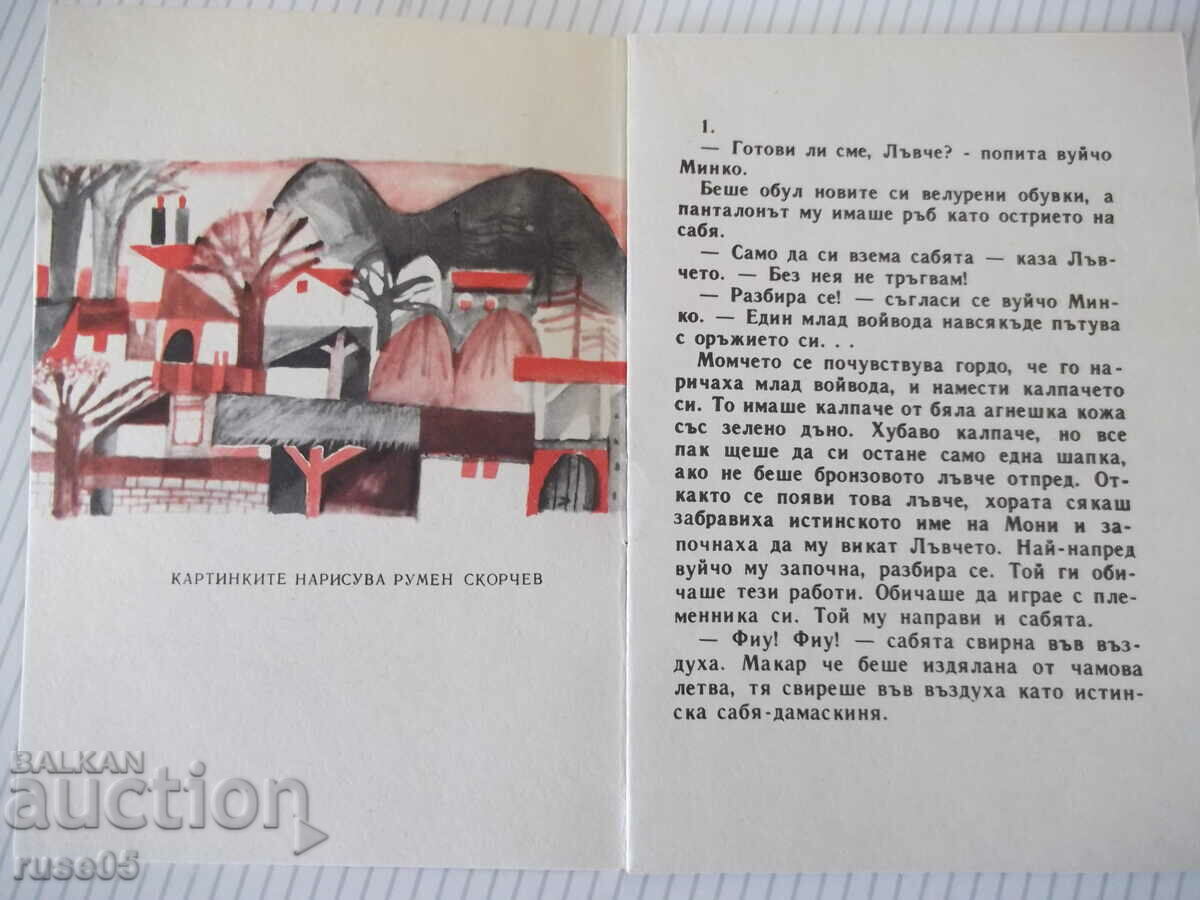 КАРТИНКИТЕ НАРИСУВА РУМЕН СКОРЧЕВ
1.
— Готови ли сме, Лъвче? - попита вуйчо
Минко.
Беше обул новите си велурени обувки, а
панталонът му имаше ръб като острието на
сабя.
— Само да си взема сабята — каза Лъв-
чето. — Без нея не тръгвам!
— Разбира се! — съгласи се вуйчо Мин-
ко. — Един млад войвода навсякъде пътува
с оръжието си. . .
Момчето се почувствува гордо, че го на-
ричаха млад войвода, и намести калпачето
си. То имаше калпаче от бяла агнешка кожа
със зелено дъно. Хубаво калпаче, но все
пак щеше да си остане само една шапка,
ако не беше бронзовото лъвче отпред. От-
както се появи това лъвче, хората сякаш
забравиха истинското име на Мони и за-
почнаха да му викат Лъвчето. Най-напред
вуйчо му започна, разбира се. Той ги оби-
чаше тези работи. Обичаше да играе с пле-
менника си. Той му направи и сабята.
— Фиу! Фиу! — сабята свирна във въз-
духа. Макар че беше издялана от чамова
летва, тя свиреше във въздуха като истин-
ска сабя-дамаскиня.
BALKAN
auction
ruse05